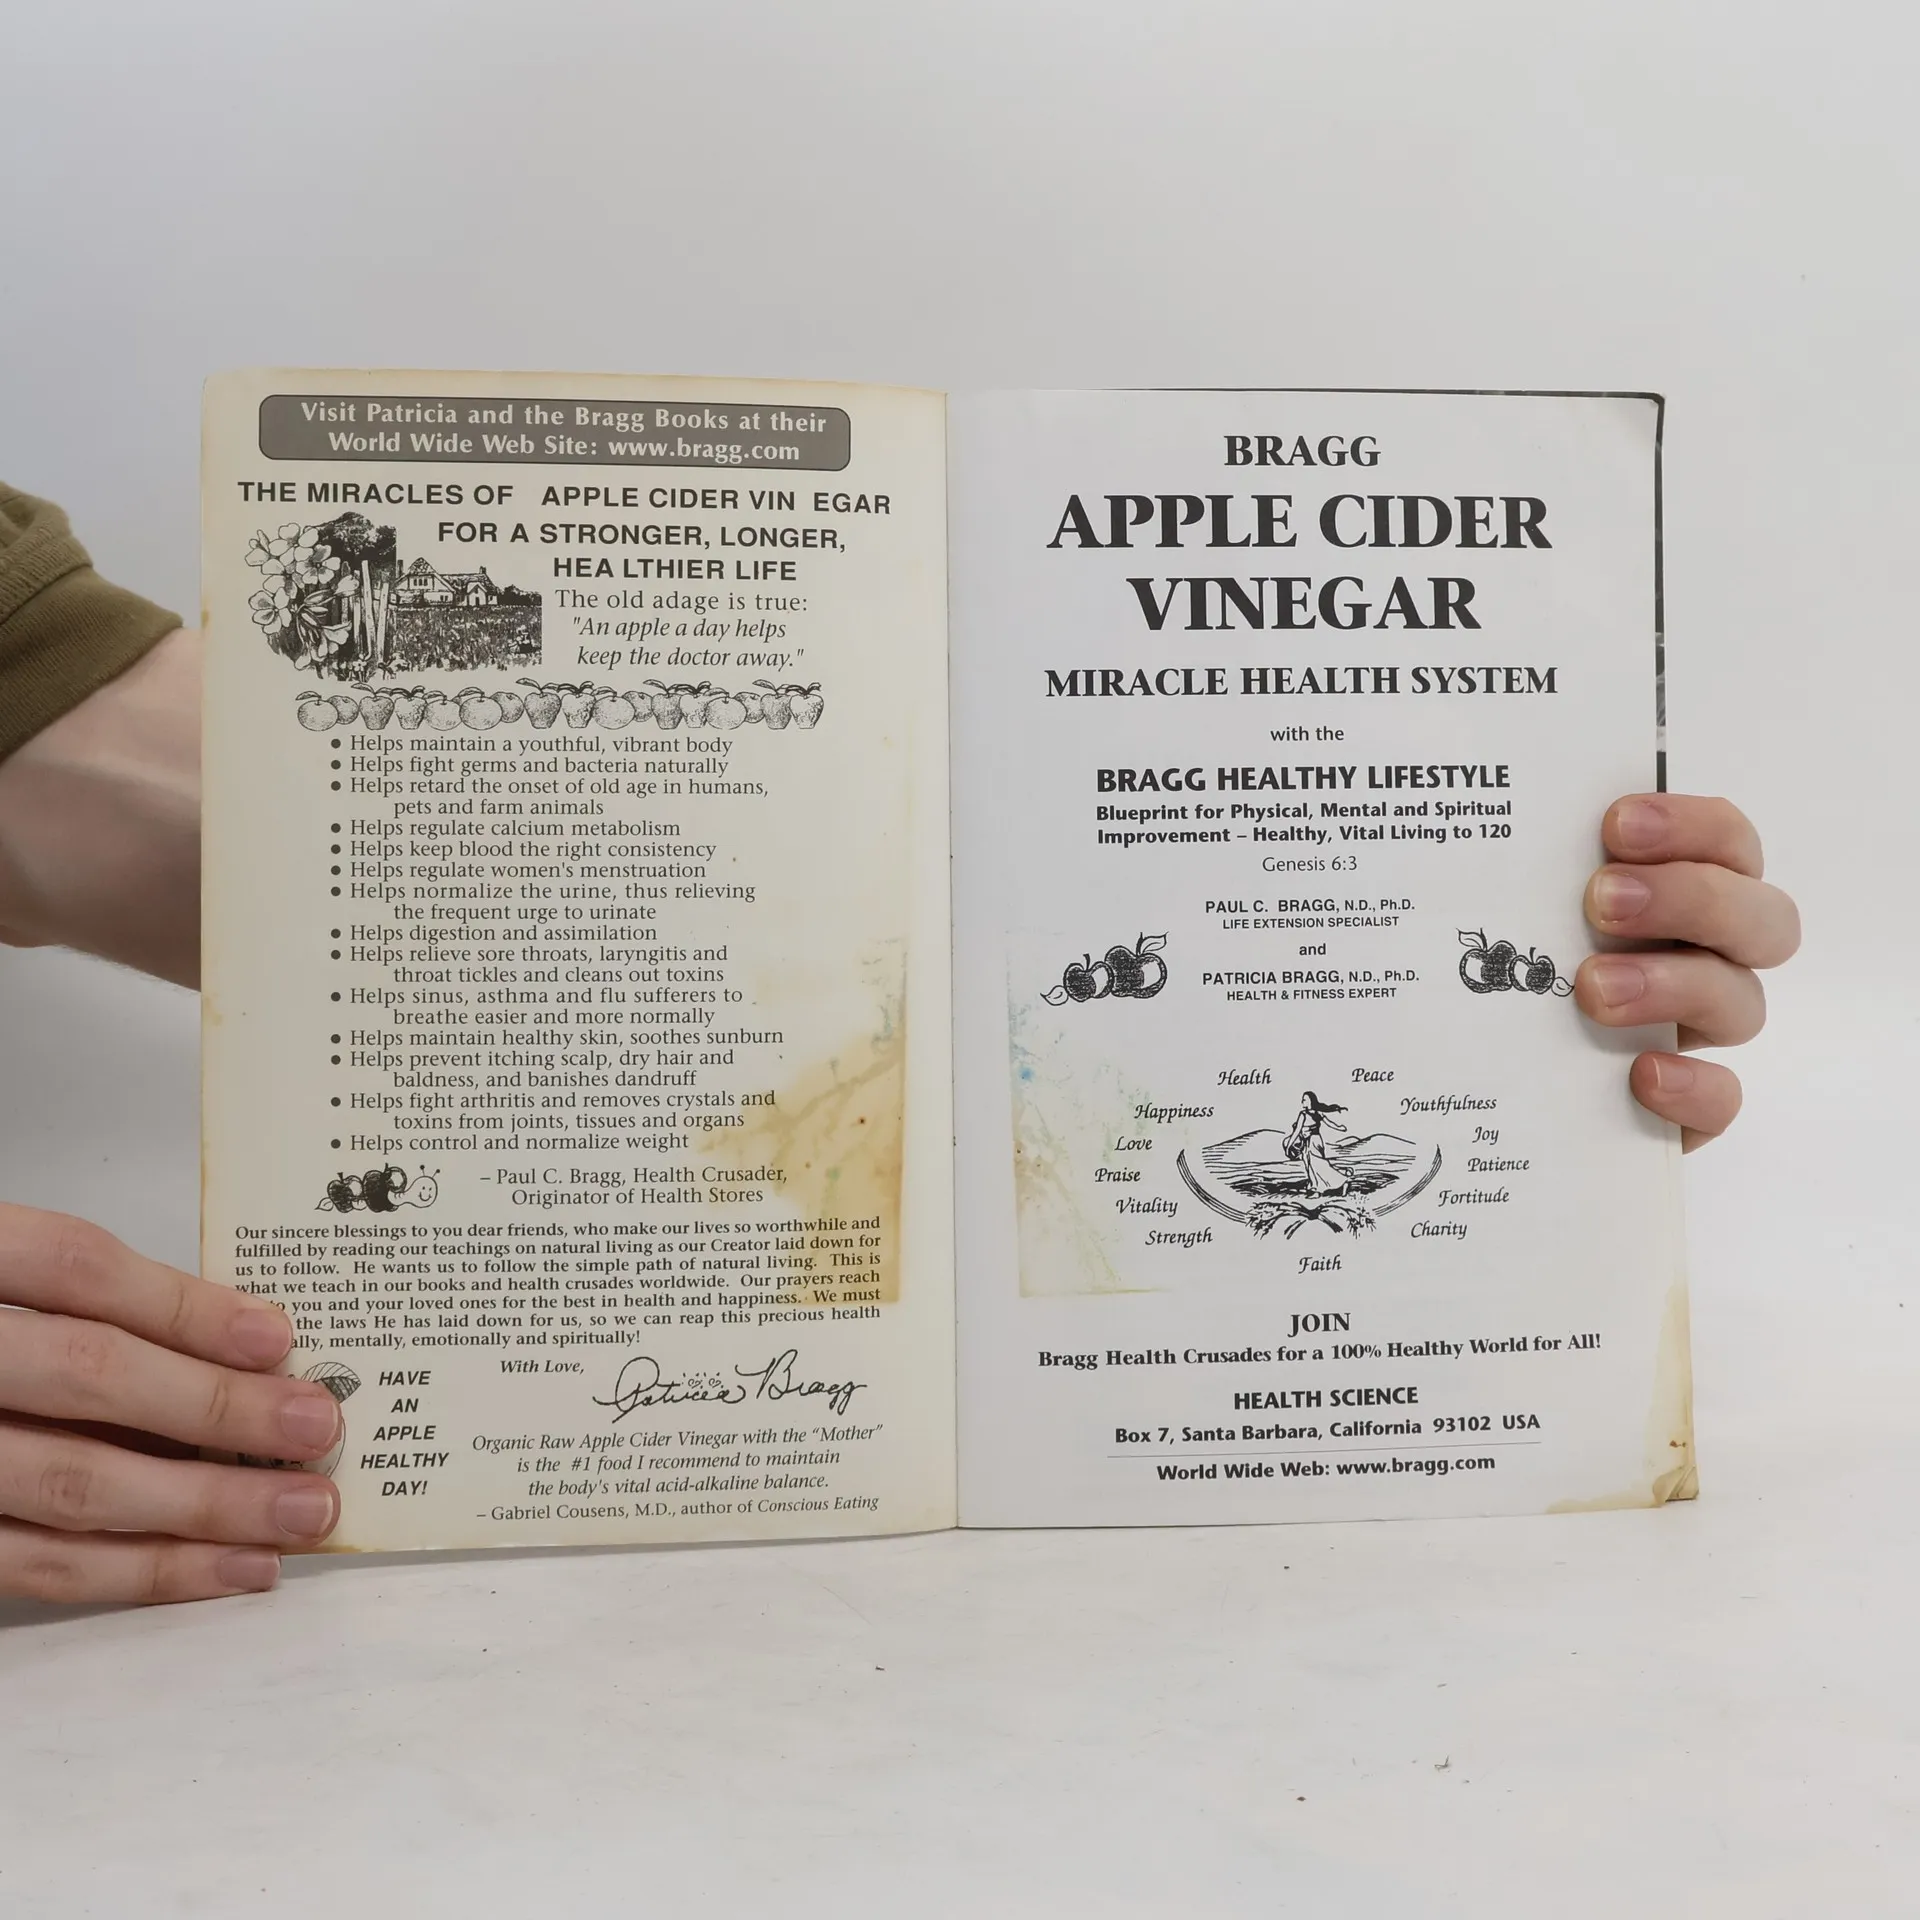 Visit Patricia and the Bragg Books at their
World Wide Web Site: www.bragg.com
THE MIRACLES OF APPLE CIDER VIN EGAR
FOR A STRONGER, LONGER,
HEA LTHIER LIFE
The old adage is true:
"An apple a day helps
keep the doctor away."
● Helps maintain a youthful, vibrant body
● Helps fight germs and bacteria naturally
● Helps retard the onset of old age in humans,
pets and farm animals
● Helps regulate calcium metabolism
● Helps keep blood the right consistency
● Helps regulate women's menstruation
● Helps normalize the urine, thus relieving
the frequent urge to urinate
● Helps digestion and assimilation
● Helps relieve sore throats, laryngitis and
throat tickles and cleans out toxins
● Helps sinus, asthma and flu sufferers to
breathe easier and more normally
● Helps maintain healthy skin, soothes sunburn
● Helps prevent itching scalp, dry hair and
baldness, and banishes dandruff
● Helps fight arthritis and removes crystals and
toxins from joints, tissues and organs
● Helps control and normalize weight
– Paul C. Bragg, Health Crusader,
Originator of Health Stores
Our sincere blessings to you dear friends, who make our lives so worthwhile and
fulfilled by reading our teachings on natural living as our Creator laid down for
us to follow. He wants us to follow the simple path of natural living. This is
what we teach in our books and health crusades worldwide. Our prayers reach
you and your loved ones for the best in health and happiness. We must
the laws He has laid down for us, so we can reap this precious health
mentally, emotionally and spiritually!
HAVE
AN
APPLE
HEALTHY
DAY!
With Love,
Patricia Bragg
Organic Raw Apple Cider Vinegar with the “Mother”
is the #1 food I recommend to maintain
the body's vital acid-alkaline balance.
– Gabriel Cousens, M.D., author of Conscious Eating
BRAGG
APPLE CIDER
VINEGAR
MIRACLE HEALTH SYSTEM
with the
BRAGG HEALTHY LIFESTYLE
Blueprint for Physical, Mental and Spiritual
Improvement – Healthy, Vital Living to 120
Genesis 6:3
PAUL C. BRAGG, N.D., Ph.D.
LIFE EXTENSION SPECIALIST
and
PATRICIA BRAGG, N.D., Ph.D.
HEALTH & FITNESS EXPERT
Health Peace
Happiness Youthfulness
Love Joy
Praise Patience
Vitality Fortitude
Strength Charity
Faith
JOIN
Bragg Health Crusades for a 100% Healthy World for All!
HEALTH SCIENCE
Box 7, Santa Barbara, California 93102 USA
World Wide Web: www.bragg.com